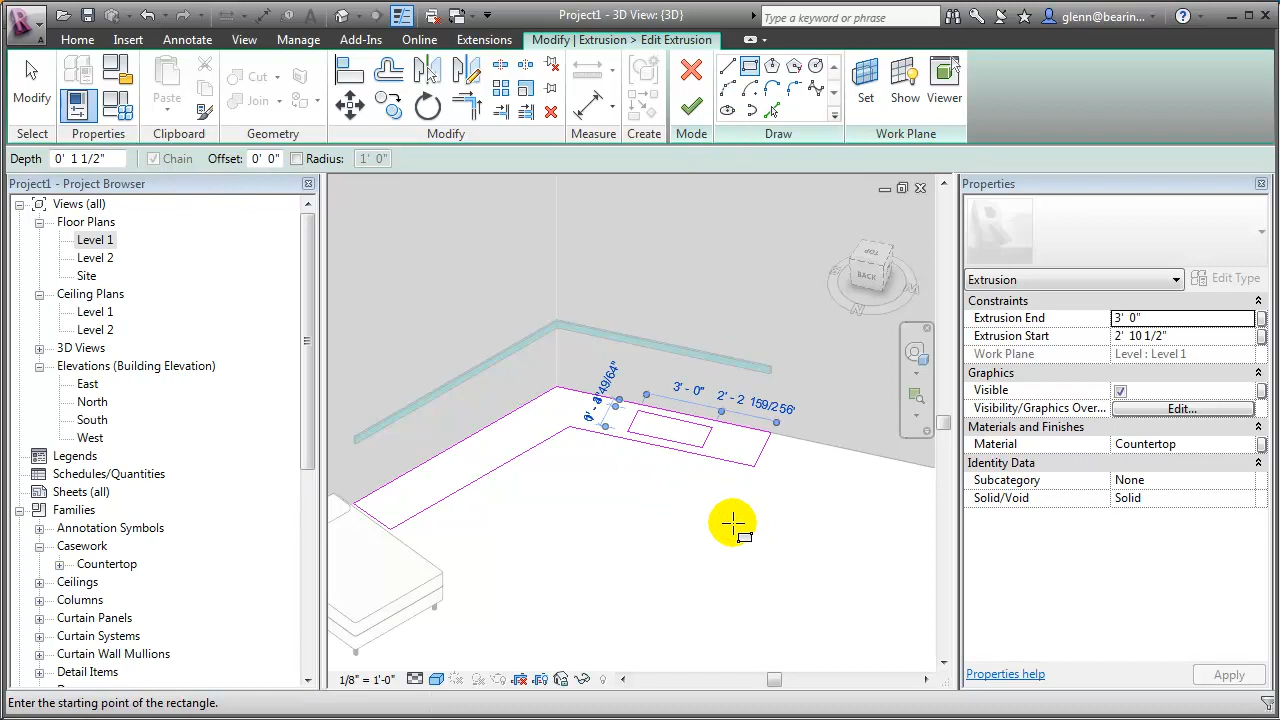 Project1 - 3D View: {3D}
Type a keyword or phrase
glenn@bearin...
Home
Insert
Annotate
View
Manage
Add-Ins
Online
Extensions
Modify | Extrusion > Edit Extrusion
Modify
Paste
Cut
Join
Set
Show
Viewer
Select
Properties
Clipboard
Geometry
Modify
Measure
Create
Mode
Draw
Work Plane
Depth
0' 1 1/2"
Chain
Offset:
0' 0"
Radius:
1' 0"
Project1 - Project Browser
Views (all)
Floor Plans
Level 1
Level 2
Site
Ceiling Plans
Level 1
Level 2
3D Views
Elevations (Building Elevation)
East
North
South
West
Legends
Schedules/Quantities
Sheets (all)
Families
Annotation Symbols
Casework
Countertop
Ceilings
Columns
Curtain Panels
Curtain Systems
Curtain Wall Mullions
Detail Items
TOP
BACK
3' - 0"
2' - 2 159/256"
1/8" = 1'-0"
Properties
Extrusion
Edit Type
Constraints
Extrusion End
3' 0"
Extrusion Start
2' 10 1/2"
Work Plane
Level : Level 1
Graphics
Visible
Visibility/Graphics Over...
Edit...
Materials and Finishes
Material
Countertop
Identity Data
Subcategory
None
Solid/Void
Solid
Properties help
Apply
Enter the starting point of the rectangle.